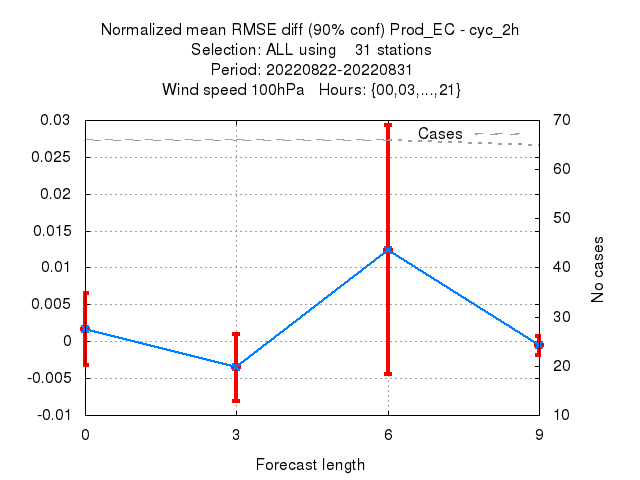 Normalized mean RMSE diff (90% conf) Prod_EC - cyc_2h
Selection: ALL using    31 stations
Period: 20220822-20220831
Wind speed 100hPa   Hours: {00,03,...,21}
0.03
0.025
0.02
0.015
0.01
0.005
0
-0.005
-0.01
Cases
70
60
50
40
30
20
10
No cases
0 3 6 9
Forecast length